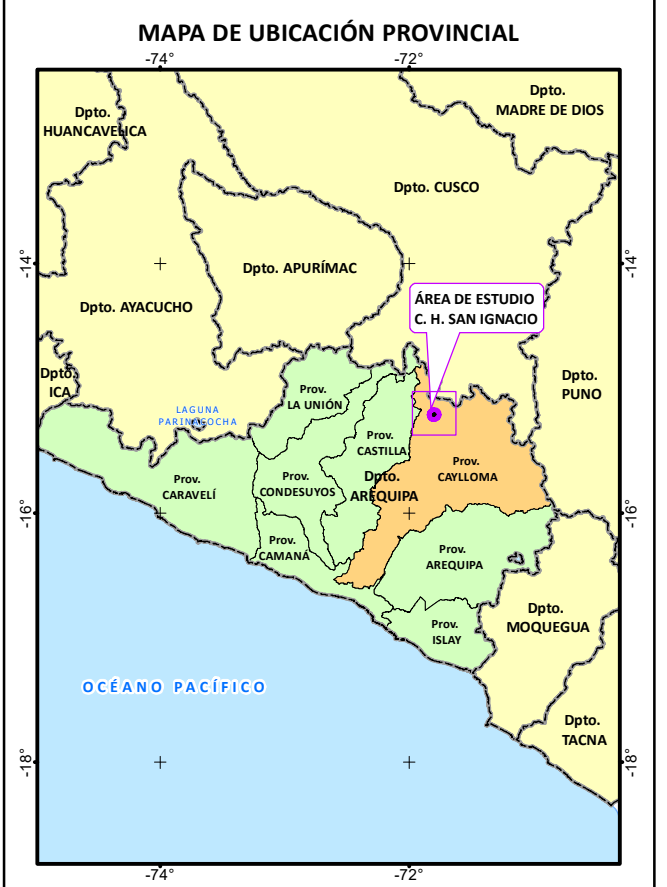 MAPA DE UBICACIÓN PROVINCIAL
-74°
-72°
Dpto.
MADRE DE DIOS
Dpto.
HUANCAVELICA
Dpto. CUSCO
-14°
-14°
Dpto. APURÍMAC
ÁREA DE ESTUDIO
C. H. SAN IGNACIO
Dpto. AYACUCHO
Dpto.
ICA
Dpto.
PUNO
Prov.
LA UNIÓN
LAGUNA
PARINACOCHA
Prov.
CASTILLA
Prov.
CAYLLOMA
Prov.
CARAVELÍ
Prov.
CONDESUYOS
Dpto.
AREQUIPA
-16°
-16°
Prov.
CAMANÁ
Prov.
AREQUIPA
Dpto.
MOQUEGUA
Prov.
ISLAY
OCÉANO PACÍFICO
Dpto.
TACNA
-18°
-18°
-74°
-72°